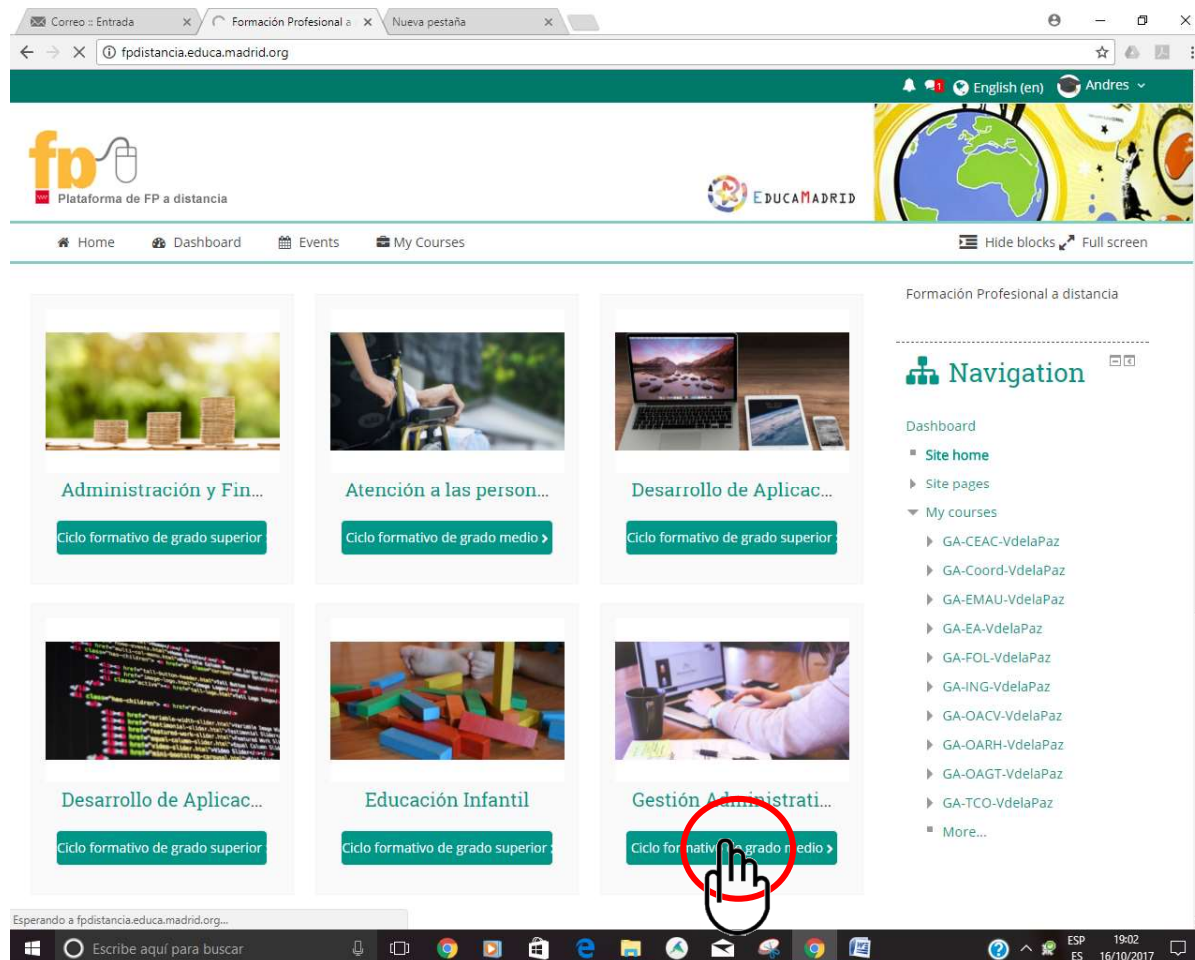 Correo :: Entrada
Formación Profesional a
Nueva pestaña
fpdistancia.educa.madrid.org
1
English (en)
Andres
fp
Plataforma de FP a distancia
EDUCAMADRID
Home
Dashboard
Events
My Courses
Hide blocks
Full screen
Formación Profesional a distancia
Navigation
Dashboard
Site home
Site pages
My courses
GA-CEAC-VdelaPaz
GA-Coord-VdelaPaz
GA-EMAU-VdelaPaz
GA-EA-VdelaPaz
GA-FOL-VdelaPaz
GA-ING-VdelaPaz
GA-OACV-VdelaPaz
GA-OARH-VdelaPaz
GA-OAGT-VdelaPaz
GA-TCO-VdelaPaz
More...
Administración y Fin...
Ciclo formativo de grado superior
Atención a las person...
Ciclo formativo de grado medio
Desarrollo de Aplicac...
Ciclo formativo de grado superior
Desarrollo de Aplicac...
Ciclo formativo de grado superior
Educación Infantil
Ciclo formativo de grado superior
Gestión Administrati...
Ciclo formativo de grado medio
Esperando a fpdistancia.educa.madrid.org...
Escribe aquí para buscar
ESP
ES
19:02
16/10/2017